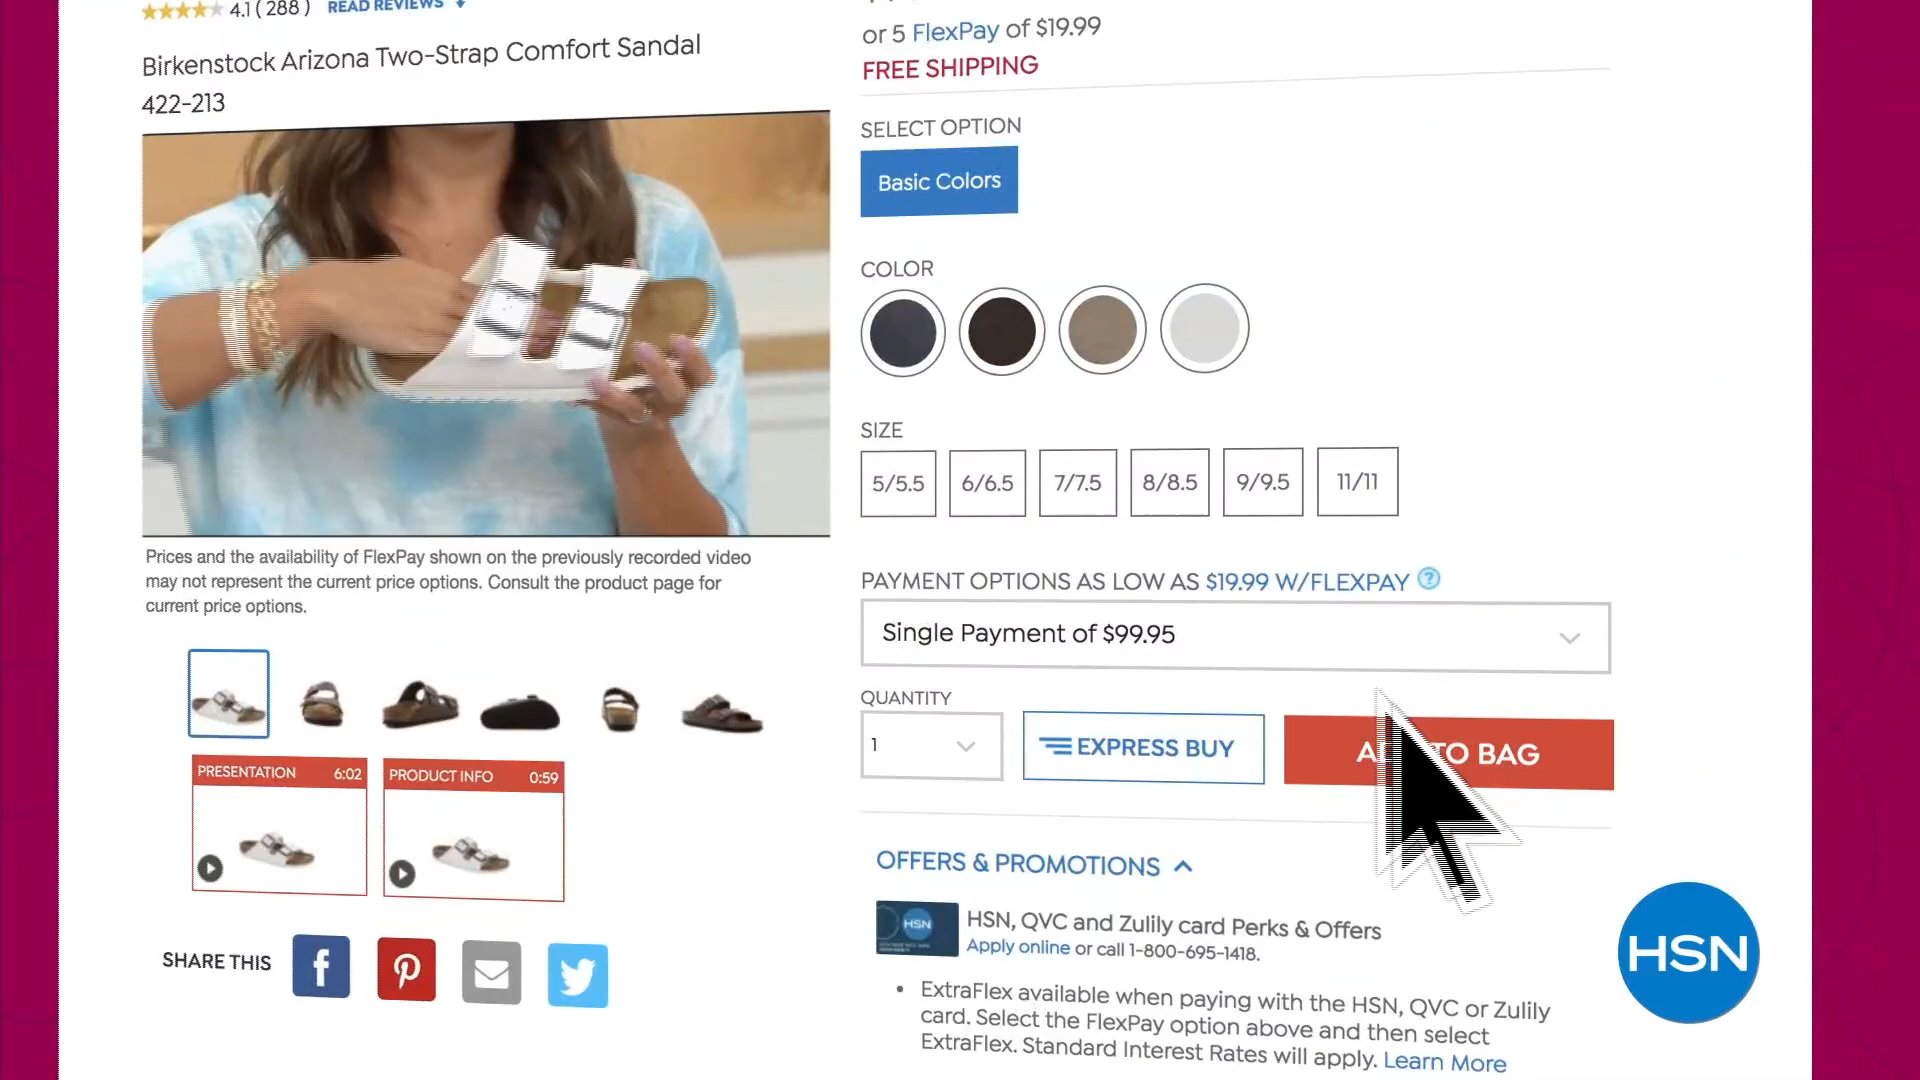 4.1 ( 288 ) READ REVIEWS
Birkenstock Arizona Two-Strap Comfort Sandal
422-213
Prices and the availability of FlexPay shown on the previously recorded video
may not represent the current price options. Consult the product page for
current price options.
PRESENTATION 6:02
PRODUCT INFO 0:59
SHARE THIS
or 5 FlexPay of $19.99
FREE SHIPPING
SELECT OPTION
Basic Colors
COLOR
SIZE
5/5.5 6/6.5 7/7.5 8/8.5 9/9.5 11/11
PAYMENT OPTIONS AS LOW AS $19.99 W/FLEXPAY ?
Single Payment of $99.95
QUANTITY
1
EXPRESS BUY
TO BAG
OFFERS & PROMOTIONS
HSN
HSN, QVC and Zulily card Perks & Offers
Apply online or call 1-800-695-1418.
• ExtraFlex available when paying with the HSN, QVC or Zulily
card. Select the FlexPay option above and then select
ExtraFlex. Standard Interest Rates will apply. Learn More
HSN